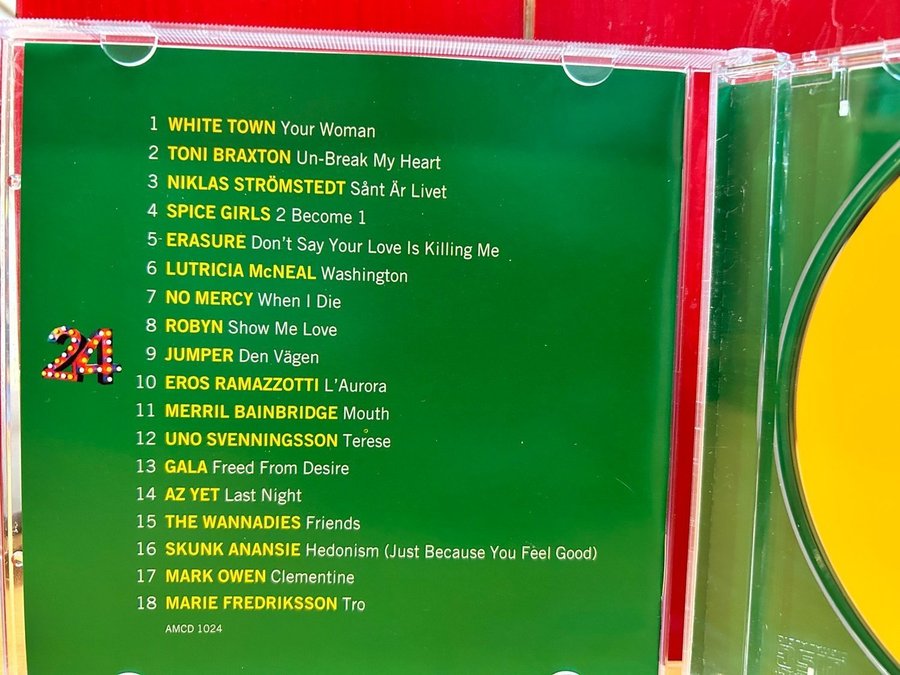 1 WHITE TOWN Your Woman
2 TONI BRAXTON Un-Break My Heart
3 NIKLAS STRÖMSTEDT Sånt Är Livet
4 SPICE GIRLS 2 Become 1
5 ERASURE Don't Say Your Love Is Killing Me
6 LUTRICIA McNEAL Washington
7 NO MERCY When I Die
8 ROBYN Show Me Love
9 JUMPER Den Vägen
24
10 EROS RAMAZZOTTI L'Aurora
11 MERRIL BAINBRIDGE Mouth
12 UNO SVENNINGSSON Terese
13 GALA Freed From Desire
14 AZ YET Last Night
15 THE WANNADIES Friends
16 SKUNK ANANSIE Hedonism (Just Because You Feel Good)
17 MARK OWEN Clementine
18 MARIE FREDRIKSSON Tro
AMCD 1024